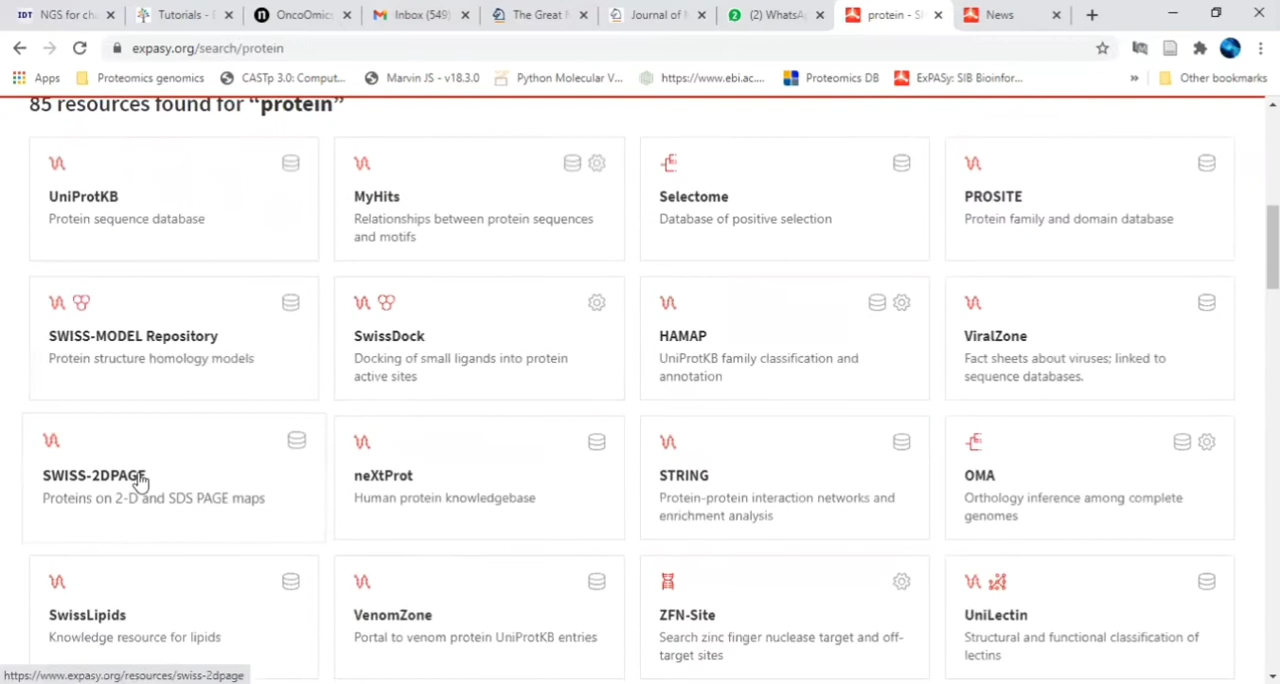 IDT NGS for ch
Tutorials - E
OncoOmics
Inbox (549)
The Great
Journal of
(2) WhatsA
protein - S
News
expasy.org/search/protein
Apps
Proteomics genomics
CASTp 3.0: Comput...
Marvin JS - v18.3.0
Python Molecular V...
https://www.ebi.ac....
Proteomics DB
ExPASy: SIB Bioinfor...
»
Other bookmarks
85 resources found for “protein”
UniProtKB
Protein sequence database
MyHits
Relationships between protein sequences
and motifs
Selectome
Database of positive selection
PROSITE
Protein family and domain database
SWISS-MODEL Repository
Protein structure homology models
SwissDock
Docking of small ligands into protein
active sites
HAMAP
UniProtKB family classification and
annotation
ViralZone
Fact sheets about viruses; linked to
sequence databases.
SWISS-2DPAGE
Proteins on 2-D and SDS PAGE maps
neXtProt
Human protein knowledgebase
STRING
Protein-protein interaction networks and
enrichment analysis
OMA
Orthology inference among complete
genomes
SwissLipids
Knowledge resource for lipids
VenomZone
Portal to venom protein UniProtKB entries
ZFN-Site
Search zinc finger nuclease target and off-
target sites
UniLectin
Structural and functional classification of
lectins
https://www.expasy.org/resources/swiss-2dpage